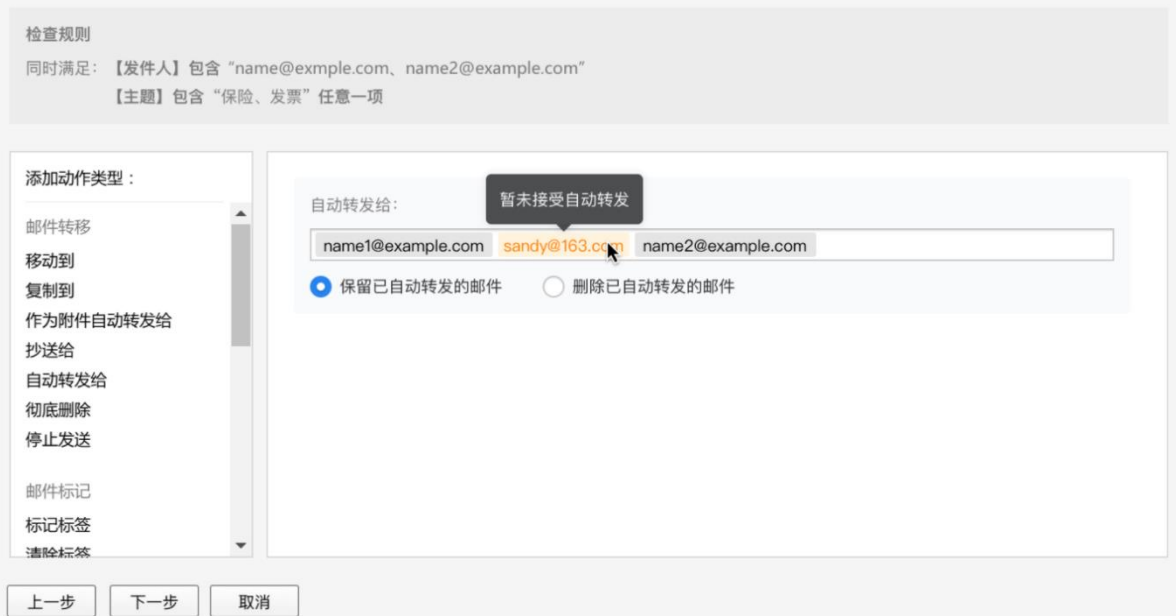 检查规则
同时满足：【发件人】包含“name@exmple.com、name2@example.com”
【主题】包含“保险、发票”任意一项
添加动作类型：
邮件转移
移动到
复制到
作为附件自动转发给
抄送给
自动转发给
彻底删除
停止发送
邮件标记
标记标签
清除标签
暂未接受自动转发
自动转发给：
name1@example.com sandy@163.com name2@example.com
保留已自动转发的邮件 删除已自动转发的邮件
上一步 下一步 取消